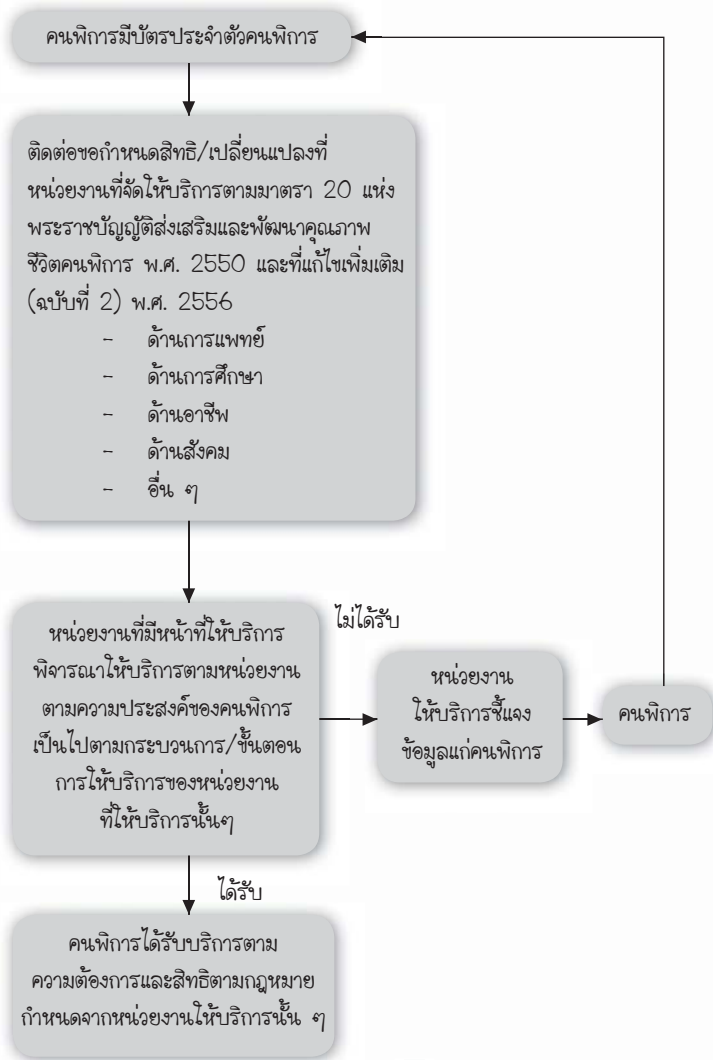 คนพิการมีบัตรประจำตัวคนพิการ
ติดต่อขอกำหนดสิทธิ/เปลี่ยนแปลงที่
หน่วยงานที่จัดให้บริการตามมาตรา 20 แห่ง
พระราชบัญญัติส่งเสริมและพัฒนาคุณภาพ
ชีวิตคนพิการ พ.ศ. 2550 และที่แก้ไขเพิ่มเติม
(ฉบับที่ 2) พ.ศ. 2556
- ด้านการแพทย์
- ด้านการศึกษา
- ด้านอาชีพ
- ด้านสังคม
- อื่น ๆ
หน่วยงานที่มีหน้าที่ให้บริการ
พิจารณาให้บริการตามหน่วยงาน
ตามความประสงค์ของคนพิการ
เป็นไปตามกระบวนการ/ขั้นตอน
การให้บริการของหน่วยงาน
ที่ให้บริการนั้นๆ
ไม่ได้รับ
หน่วยงาน
ให้บริการชี้แจง
ข้อมูลแก่คนพิการ
คนพิการ
ได้รับ
คนพิการได้รับบริการตาม
ความต้องการและสิทธิตามกฎหมาย
กำหนดจากหน่วยงานให้บริการนั้น ๆ